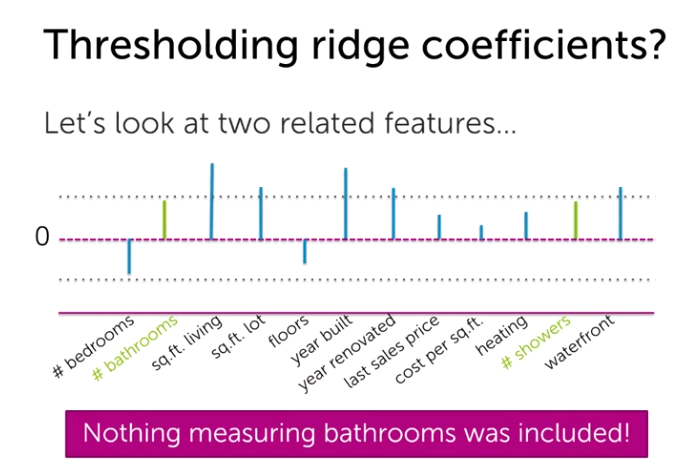 Thresholding ridge coefficients?
Let's look at two related features...
0
# bedrooms
# bathrooms
sq.ft. living
sq.ft. lot
floors
year built
year renovated
last sales price
cost per sq.ft.
heating
# showers
waterfront
Nothing measuring bathrooms was included!